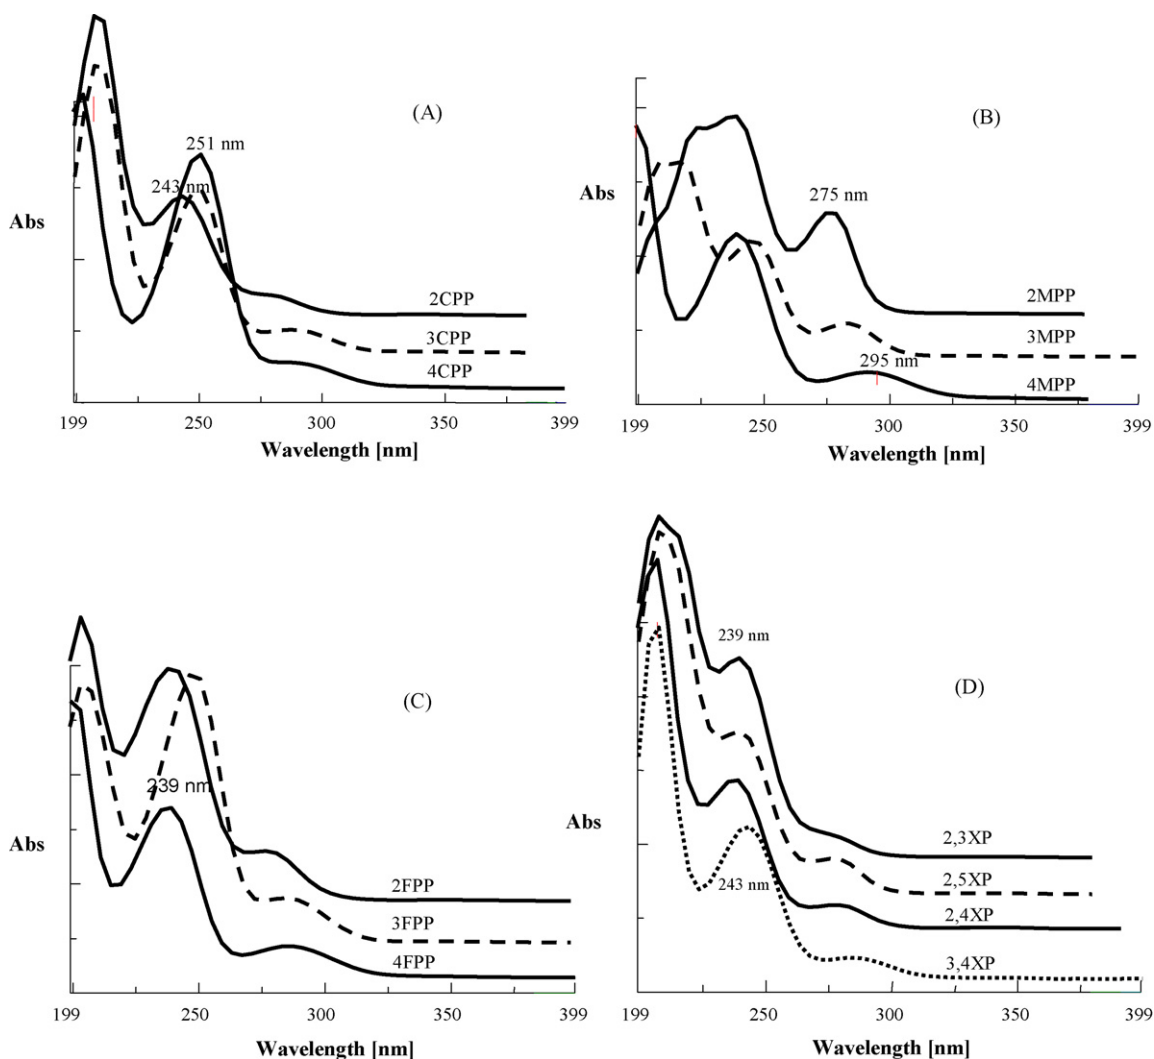 (A)
251 nm
243 nm
Abs
2CPP
3CPP
4CPP
199 250 300 350 399
Wavelength [nm]
(B)
275 nm
Abs
2MPP
3MPP
295 nm
4MPP
199 250 300 350 399
Wavelength [nm]
(C)
239 nm
Abs
2FPP
3FPP
4FPP
199 250 300 350 399
Wavelength [nm]
(D)
239 nm
Abs
2,3XP
2,5XP
243 nm
2,4XP
3,4XP
199 250 300 350 399
Wavelength [nm]